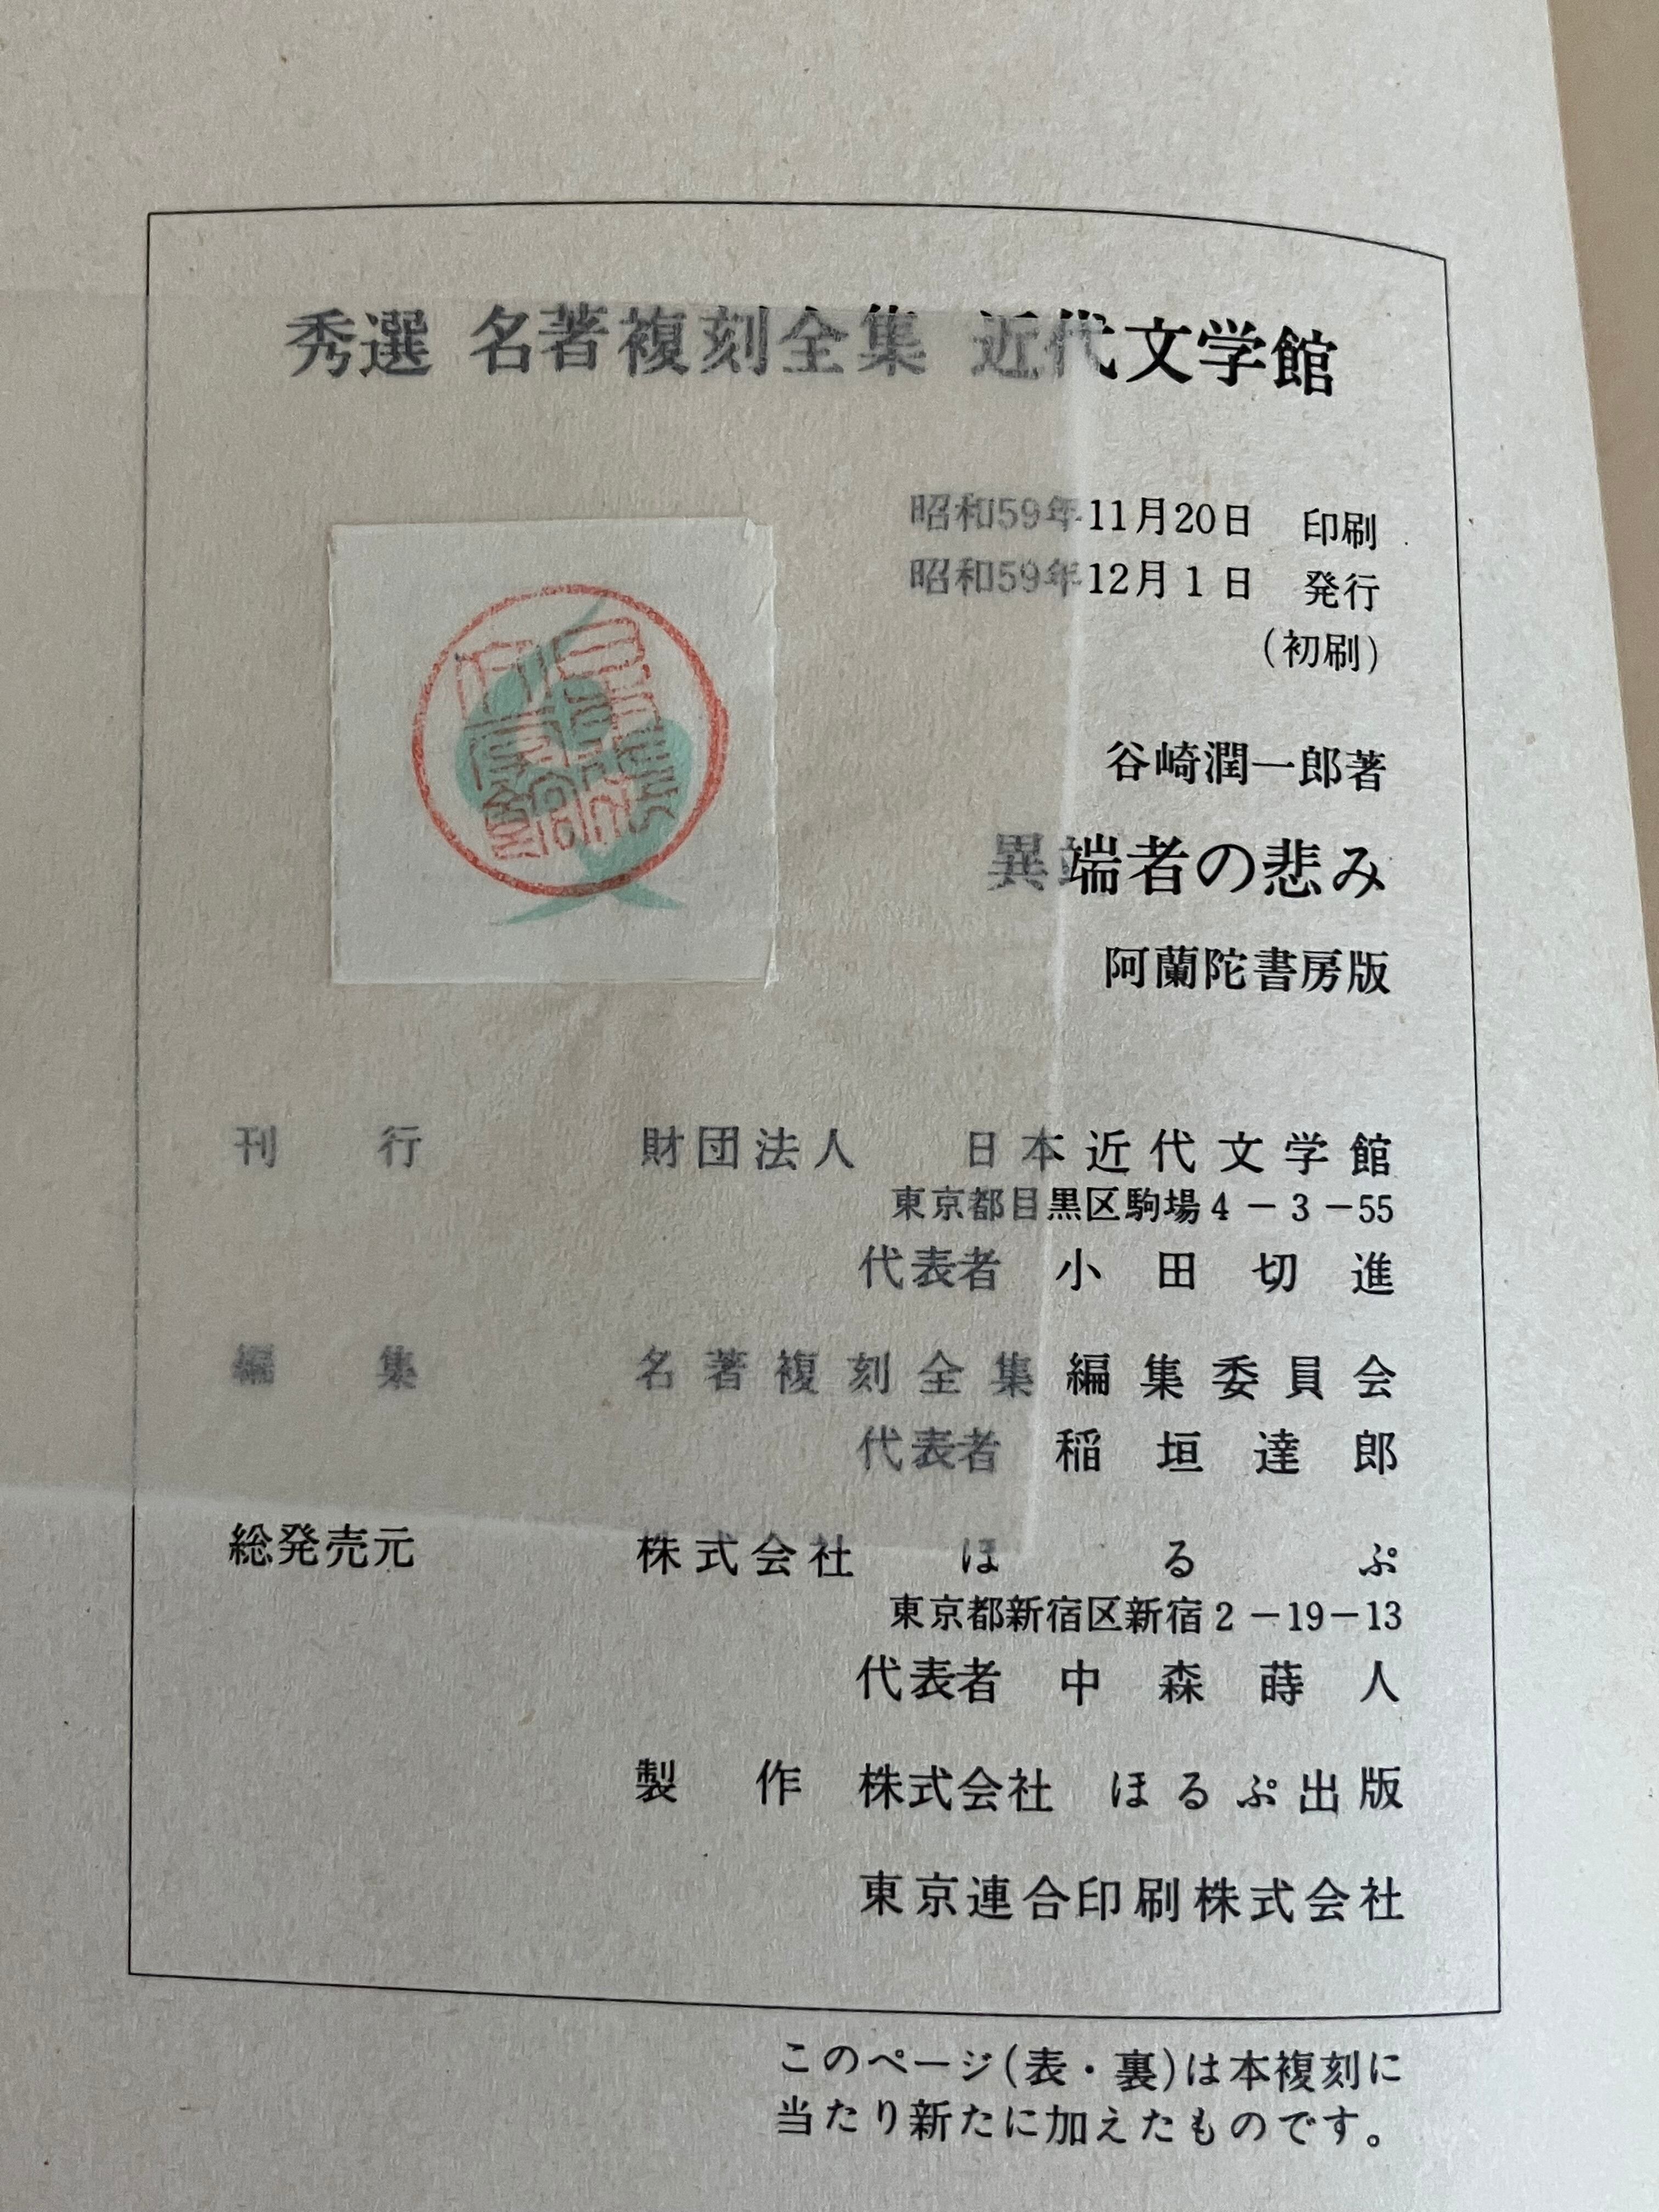 秀選 名著複刻全集 近代文学館
昭和59年11月20日 印刷
昭和59年12月1日 発行
(初刷)
谷崎潤一郎著
異端者の悲み
阿蘭陀書房版
刊行 財団法人 日本近代文学館
東京都目黒区駒場4-3-55
代表者 小田切進
編集 名著複刻全集編集委員会
代表者 稲垣達郎
総発売元 株式会社 ほるぷ
東京都新宿区新宿2-19-13
代表者 中森蒔人
製作 株式会社 ほるぷ出版
東京連合印刷株式会社
このページ(表・裏)は本複刻に
当たり新たに加えたものです。